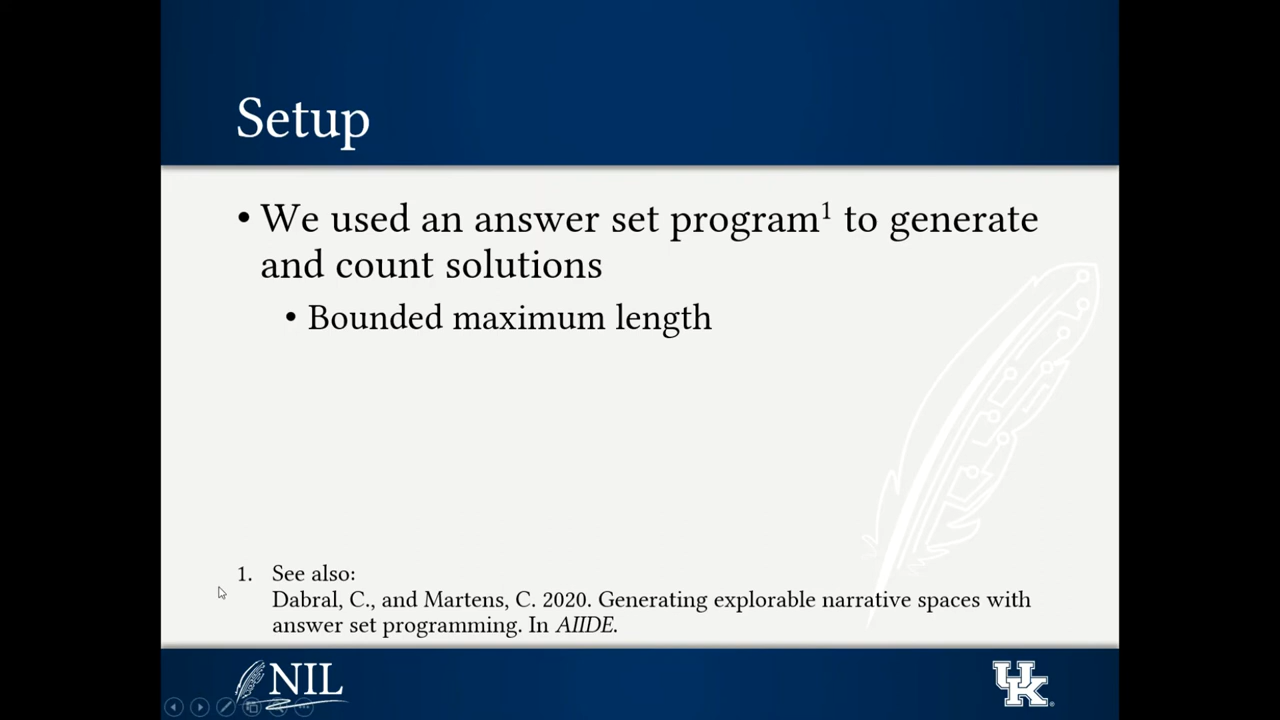 Setup
• We used an answer set program¹ to generate
and count solutions
• Bounded maximum length
1. See also:
Dabral, C., and Martens, C. 2020. Generating explorable narrative spaces with
answer set programming. In AIIDE.
NIL
UK